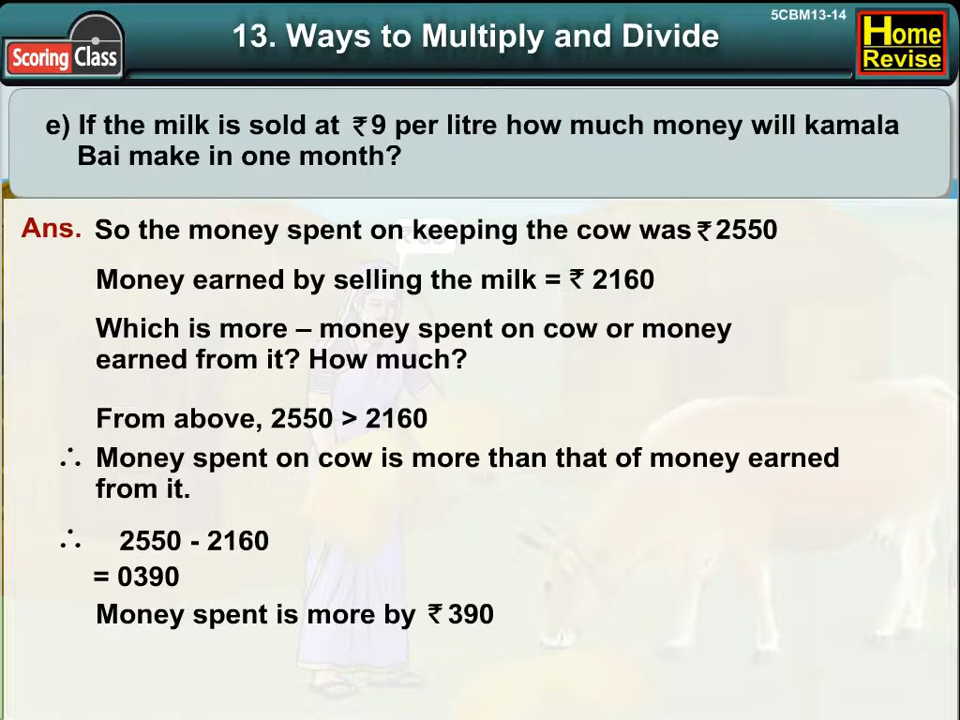 5CBM13-14
Scoring Class
13. Ways to Multiply and Divide
Home
Revise
e) If the milk is sold at ₹ 9 per litre how much money will kamala
Bai make in one month?
Ans. So the money spent on keeping the cow was ₹ 2550
Money earned by selling the milk = ₹ 2160
Which is more – money spent on cow or money
earned from it? How much?
From above, 2550 > 2160
∴ Money spent on cow is more than that of money earned
from it.
∴ 2550 - 2160
= 0390
Money spent is more by ₹ 390